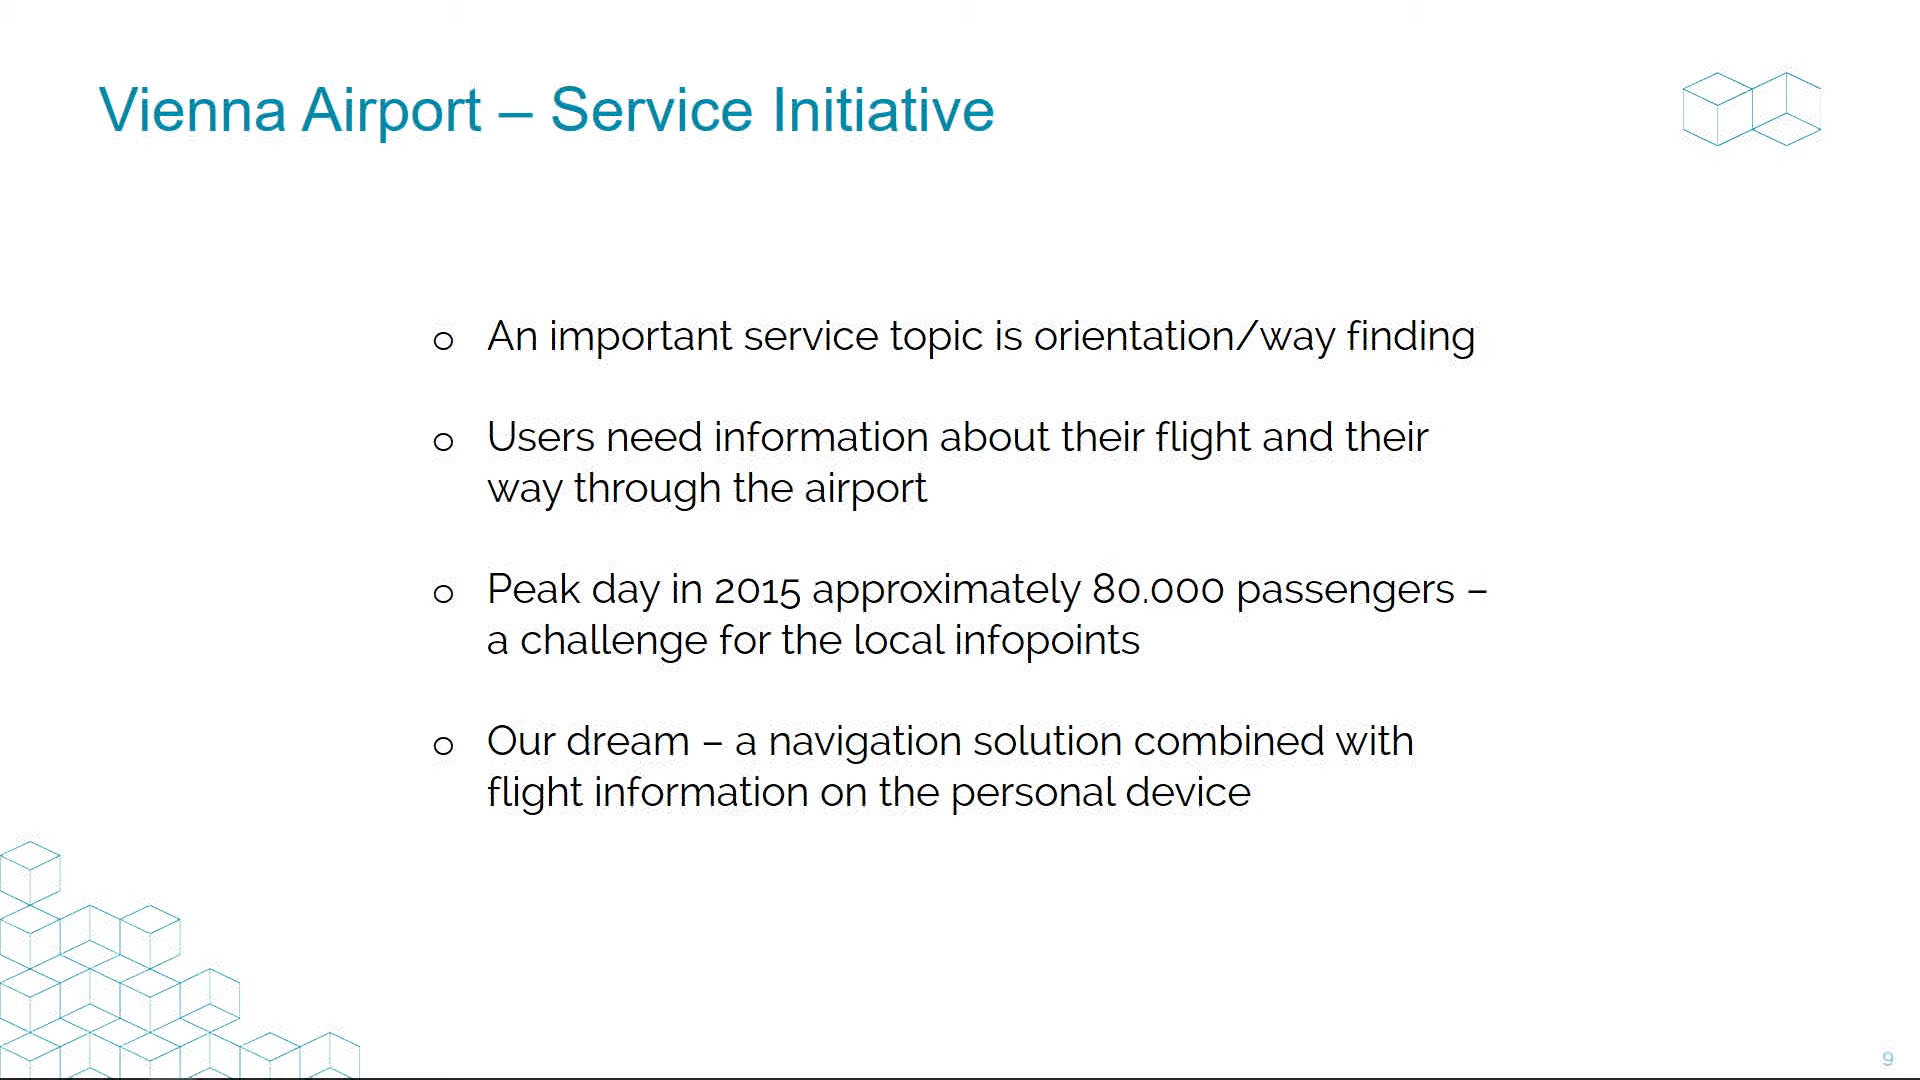 Vienna Airport – Service Initiative
o An important service topic is orientation/way finding
o Users need information about their flight and their
way through the airport
o Peak day in 2015 approximately 80.000 passengers –
a challenge for the local infopoints
o Our dream – a navigation solution combined with
flight information on the personal device
9